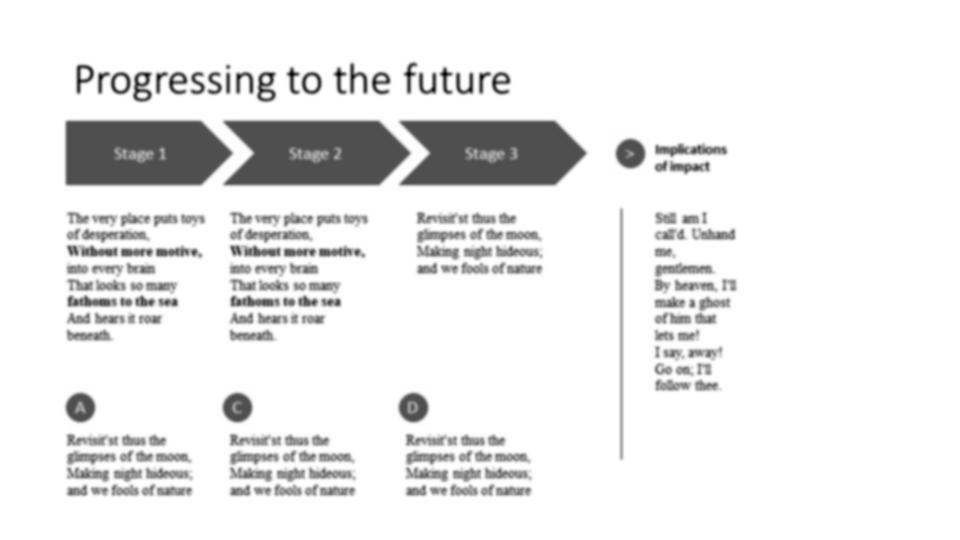 Progressing to the future
Stage 1
Stage 2
Stage 3
>
Implications
of impact
The very place puts toys
of desperation,
Without more motive,
into every brain
That looks so many
fathoms to the sea
And hears it roar
beneath.
The very place puts toys
of desperation,
Without more motive,
into every brain
That looks so many
fathoms to the sea
And hears it roar
beneath.
Revisit'st thus the
glimpses of the moon,
Making night hideous;
and we fools of nature
Still am I
call'd. Unhand
me,
gentlemen.
By heaven, I'll
make a ghost
of him that
lets me!
I say, away!
Go on; I'll
follow thee.
A
Revisit'st thus the
glimpses of the moon,
Making night hideous;
and we fools of nature
C
Revisit'st thus the
glimpses of the moon,
Making night hideous;
and we fools of nature
D
Revisit'st thus the
glimpses of the moon,
Making night hideous;
and we fools of nature